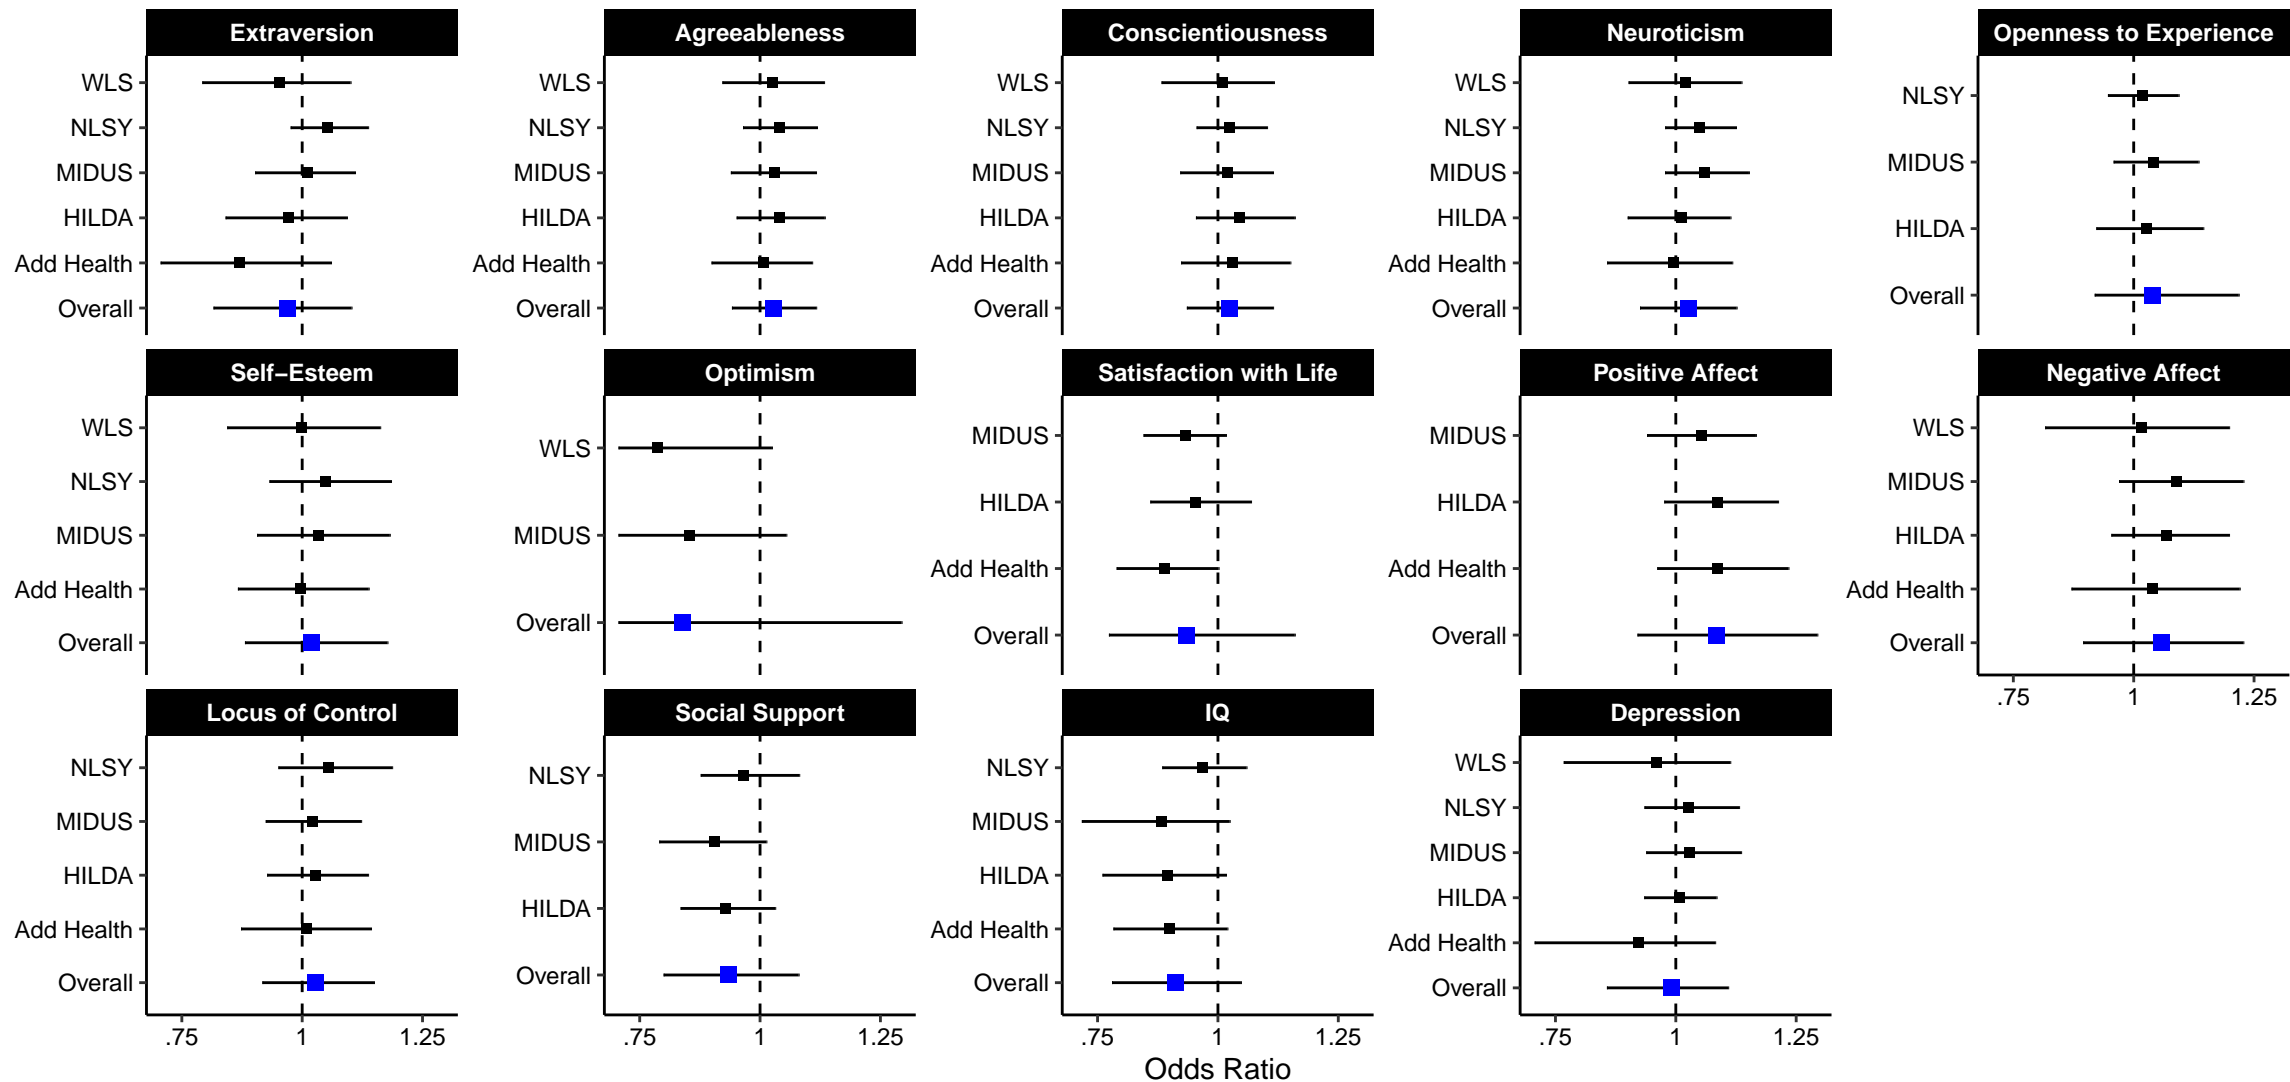 Extraversion
WLS
NLSY
MIDUS
HILDA
Add Health
Overall
Agreeableness
WLS
NLSY
MIDUS
HILDA
Add Health
Overall
Conscientiousness
WLS
NLSY
MIDUS
HILDA
Add Health
Overall
Neuroticism
WLS
NLSY
MIDUS
HILDA
Add Health
Overall
Openness to Experience
NLSY
MIDUS
HILDA
Overall
Self−Esteem
WLS
NLSY
MIDUS
Add Health
Overall
Optimism
WLS
MIDUS
Overall
Satisfaction with Life
MIDUS
HILDA
Add Health
Overall
Positive Affect
MIDUS
HILDA
Add Health
Overall
Negative Affect
WLS
MIDUS
HILDA
Add Health
Overall
.75 1 1.25
Locus of Control
NLSY
MIDUS
HILDA
Add Health
Overall
.75 1 1.25
Social Support
NLSY
MIDUS
HILDA
Overall
.75 1 1.25
IQ
NLSY
MIDUS
HILDA
Add Health
Overall
.75 1 1.25
Depression
WLS
NLSY
MIDUS
HILDA
Add Health
Overall
.75 1 1.25
Odds Ratio